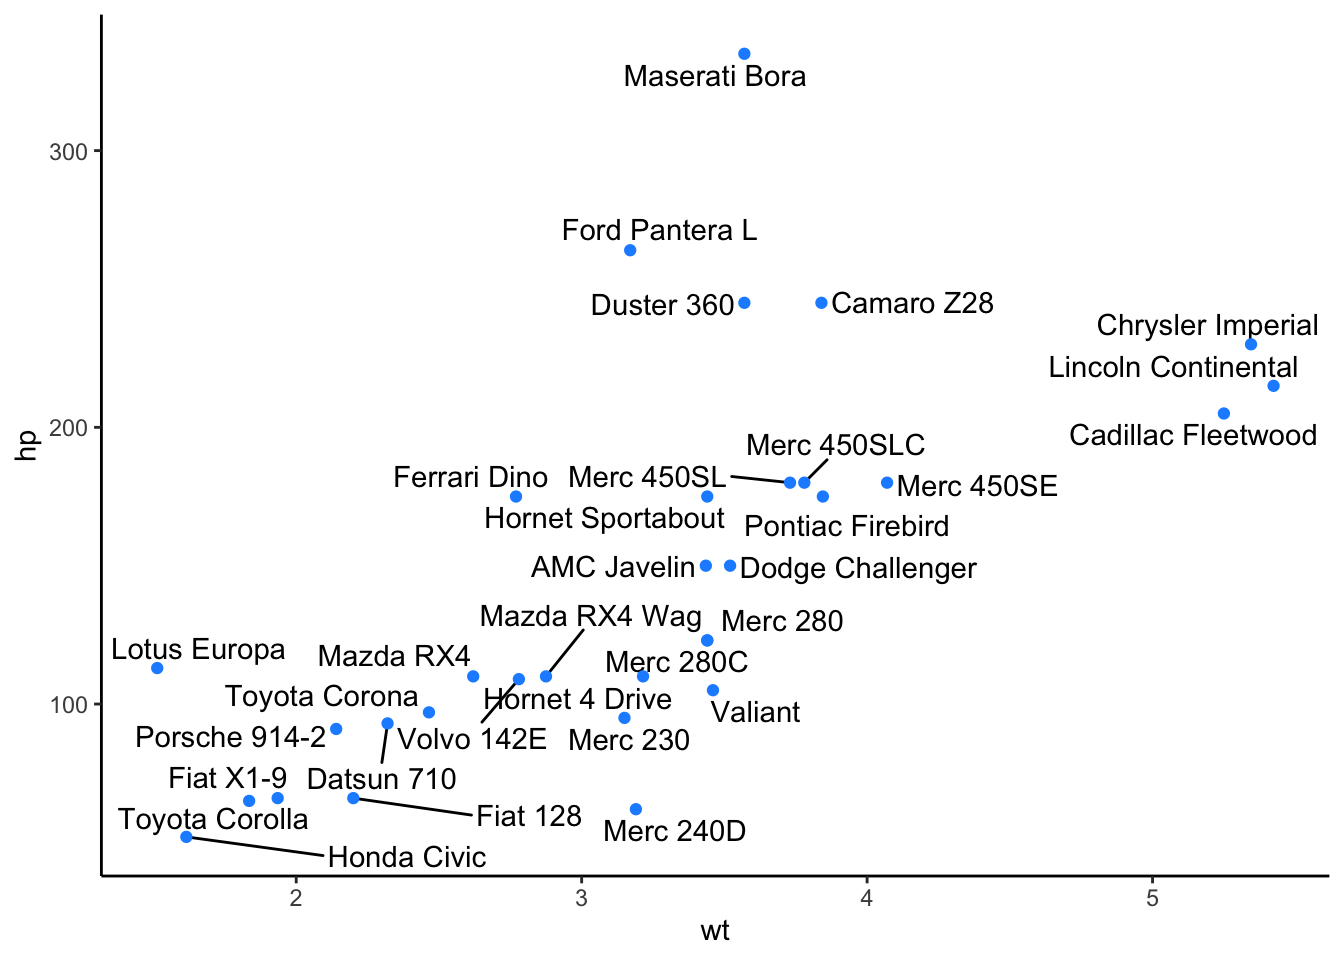 Maserati Bora
300
Ford Pantera L
Duster 360
Camaro Z28
Chrysler Imperial
Lincoln Continental
200
Cadillac Fleetwood
hp
Merc 450SLC
Ferrari Dino
Merc 450SL
Merc 450SE
Hornet Sportabout
Pontiac Firebird
AMC Javelin
Dodge Challenger
Mazda RX4 Wag
Merc 280
Lotus Europa
Mazda RX4
Merc 280C
Toyota Corona
Hornet 4 Drive
100
Valiant
Porsche 914-2
Volvo 142E
Merc 230
Fiat X1-9
Datsun 710
Fiat 128
Toyota Corolla
Merc 240D
Honda Civic
2
3
4
5
wt